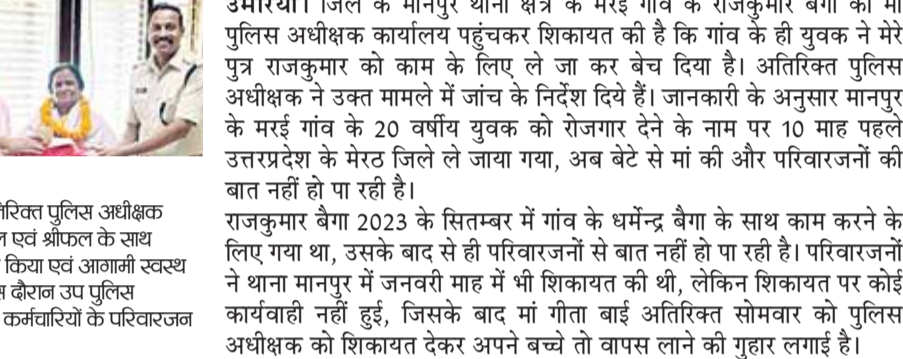 उमरिया। जिले के मानपुर थाना क्षेत्र के मरई गांव के राजकुमार बैगा की मां
पुलिस अधीक्षक कार्यालय पहुंचकर शिकायत की है कि गांव के ही युवक ने मेरे
पुत्र राजकुमार को काम के लिए ले जा कर बेच दिया है। अतिरिक्त पुलिस
अधीक्षक ने उक्त मामले में जांच के निर्देश दिये हैं। जानकारी के अनुसार मानपुर
के मरई गांव के 20 वर्षीय युवक को रोजगार देने के नाम पर 10 माह पहले
उत्तरप्रदेश के मेरठ जिले ले जाया गया, अब बेटे से मां की और परिवारजनों की
बात नहीं हो पा रही है।
राजकुमार बैगा 2023 के सितम्बर में गांव के धर्मेन्द्र बैगा के साथ काम करने के
लिए गया था, उसके बाद से ही परिवारजनों से बात नहीं हो पा रही है। परिवारजनों
ने थाना मानपुर में जनवरी माह में भी शिकायत की थी, लेकिन शिकायत पर कोई
कार्यवाही नहीं हुई, जिसके बाद मां गीता बाई अतिरिक्त सोमवार को पुलिस
अधीक्षक को शिकायत देकर अपने बच्चे तो वापस लाने की गुहार लगाई है।
पुलिस अधीक्षक
एवं श्रीफल के साथ
किया एवं आगामी स्वस्थ
दौरान उप पुलिस
कर्मचारियों के परिवारजन